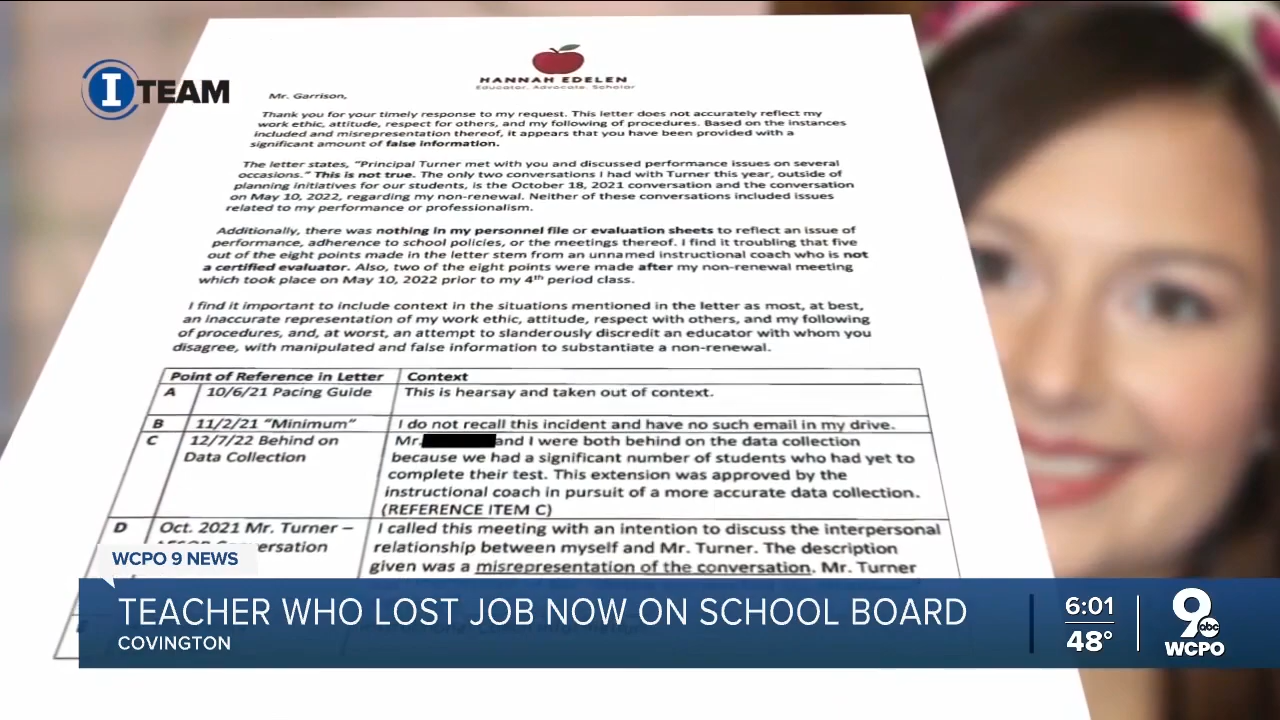 I TEAM
HANNAH EDELEN
Educator. Advocate. Scholar
Mr. Garrison,
Thank you for your timely response to my request. This letter does not accurately reflect my
work ethic, attitude, respect for others, and my following of procedures. Based on the instances
included and misrepresentation thereof, it appears that you have been provided with a
significant amount of false information.
The letter states, "Principal Turner met with you and discussed performance issues on several
occasions." This is not true. The only two conversations I had with Turner this year, outside of
planning initiatives for our students, is the October 18, 2021 conversation and the conversation
on May 10, 2022, regarding my non-renewal. Neither of these conversations included issues
related to my performance or professionalism.
Additionally, there was nothing in my personnel file or evaluation sheets to reflect an issue of
performance, adherence to school policies, or the meetings thereof. I find it troubling that five
out of the eight points made in the letter stem from an unnamed instructional coach who is not
a certified evaluator. Also, two of the eight points were made after my non-renewal meeting
which took place on May 10, 2022 prior to my 4th period class.
I find it important to include context in the situations mentioned in the letter as most, at best,
an inaccurate representation of my work ethic, attitude, respect with others, and my following
of procedures, and, at worst, an attempt to slanderously discredit an educator with whom you
disagree, with manipulated and false information to substantiate a non-renewal.
Point of Reference in Letter Context
A 10/6/21 Pacing Guide This is hearsay and taken out of context.
B 11/2/21 "Minimum" I do not recall this incident and have no such email in my drive.
C 12/7/22 Behind on Data Collection
Mr. and I were both behind on the data collection
because we had a significant number of students who had yet to
complete their test. This extension was approved by the
instructional coach in pursuit of a more accurate data collection.
(REFERENCE ITEM C)
D Oct. 2021 Mr. Turner –
I called this meeting with an intention to discuss the interpersonal
relationship between myself and Mr. Turner. The description
given was a misrepresentation of the conversation. Mr. Turner
WCPO 9 NEWS
TEACHER WHO LOST JOB NOW ON SCHOOL BOARD
COVINGTON
6:01
48°
9 abc
WCPO